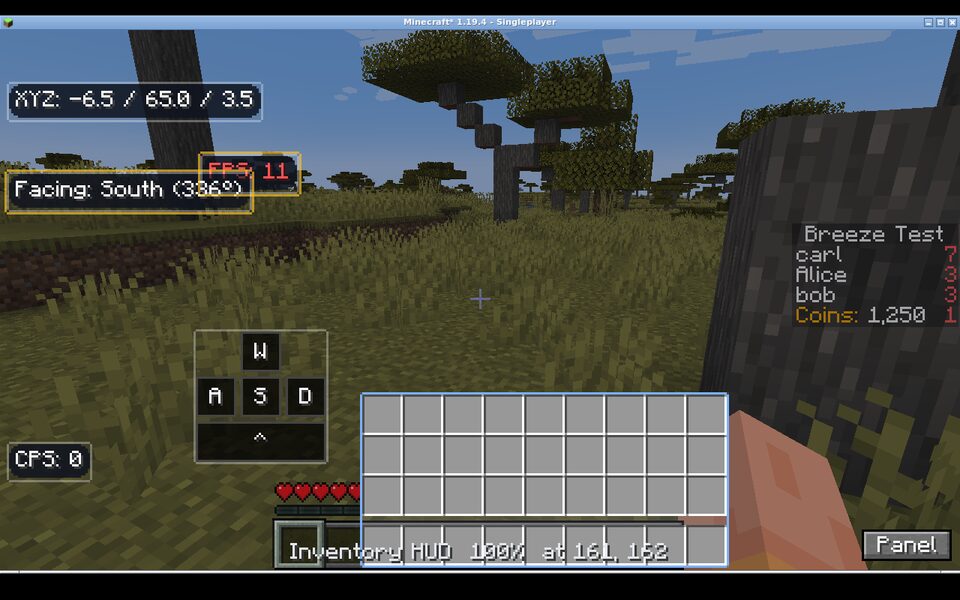 Minecraft* 1.19.4 - Singleplayer
XYZ: -6.5 / 65.0 / 3.5
FPS: 11
Facing: South (336°)
Breeze Test
carl 7
Alice 3
bob 3
Coins: 1,250 1
W
A S D
^
CPS: 0
Inventory HUD 100% at 161, 162
Panel